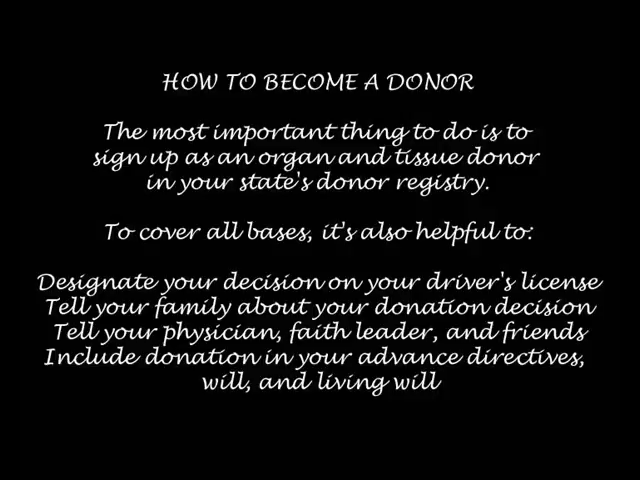 HOW TO BECOME A DONOR
The most important thing to do is to
sign up as an organ and tissue donor
in your state's donor registry.
To cover all bases, it's also helpful to:
Designate your decision on your driver's license
Tell your family about your donation decision
Tell your physician, faith leader, and friends
Include donation in your advance directives,
will, and living will